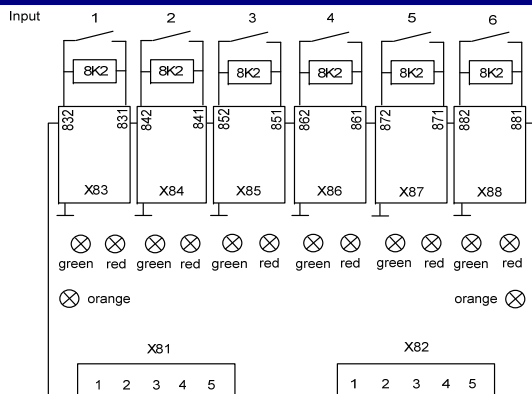 Input 1 2 3 4 5 6
8K2 8K2 8K2 8K2 8K2 8K2
832 831 842 841 852 851 862 861 872 871 882 881
X83 X84 X85 X86 X87 X88
green red green red green red green red green red green red
orange orange
X81 X82
1 2 3 4 5 1 2 3 4 5